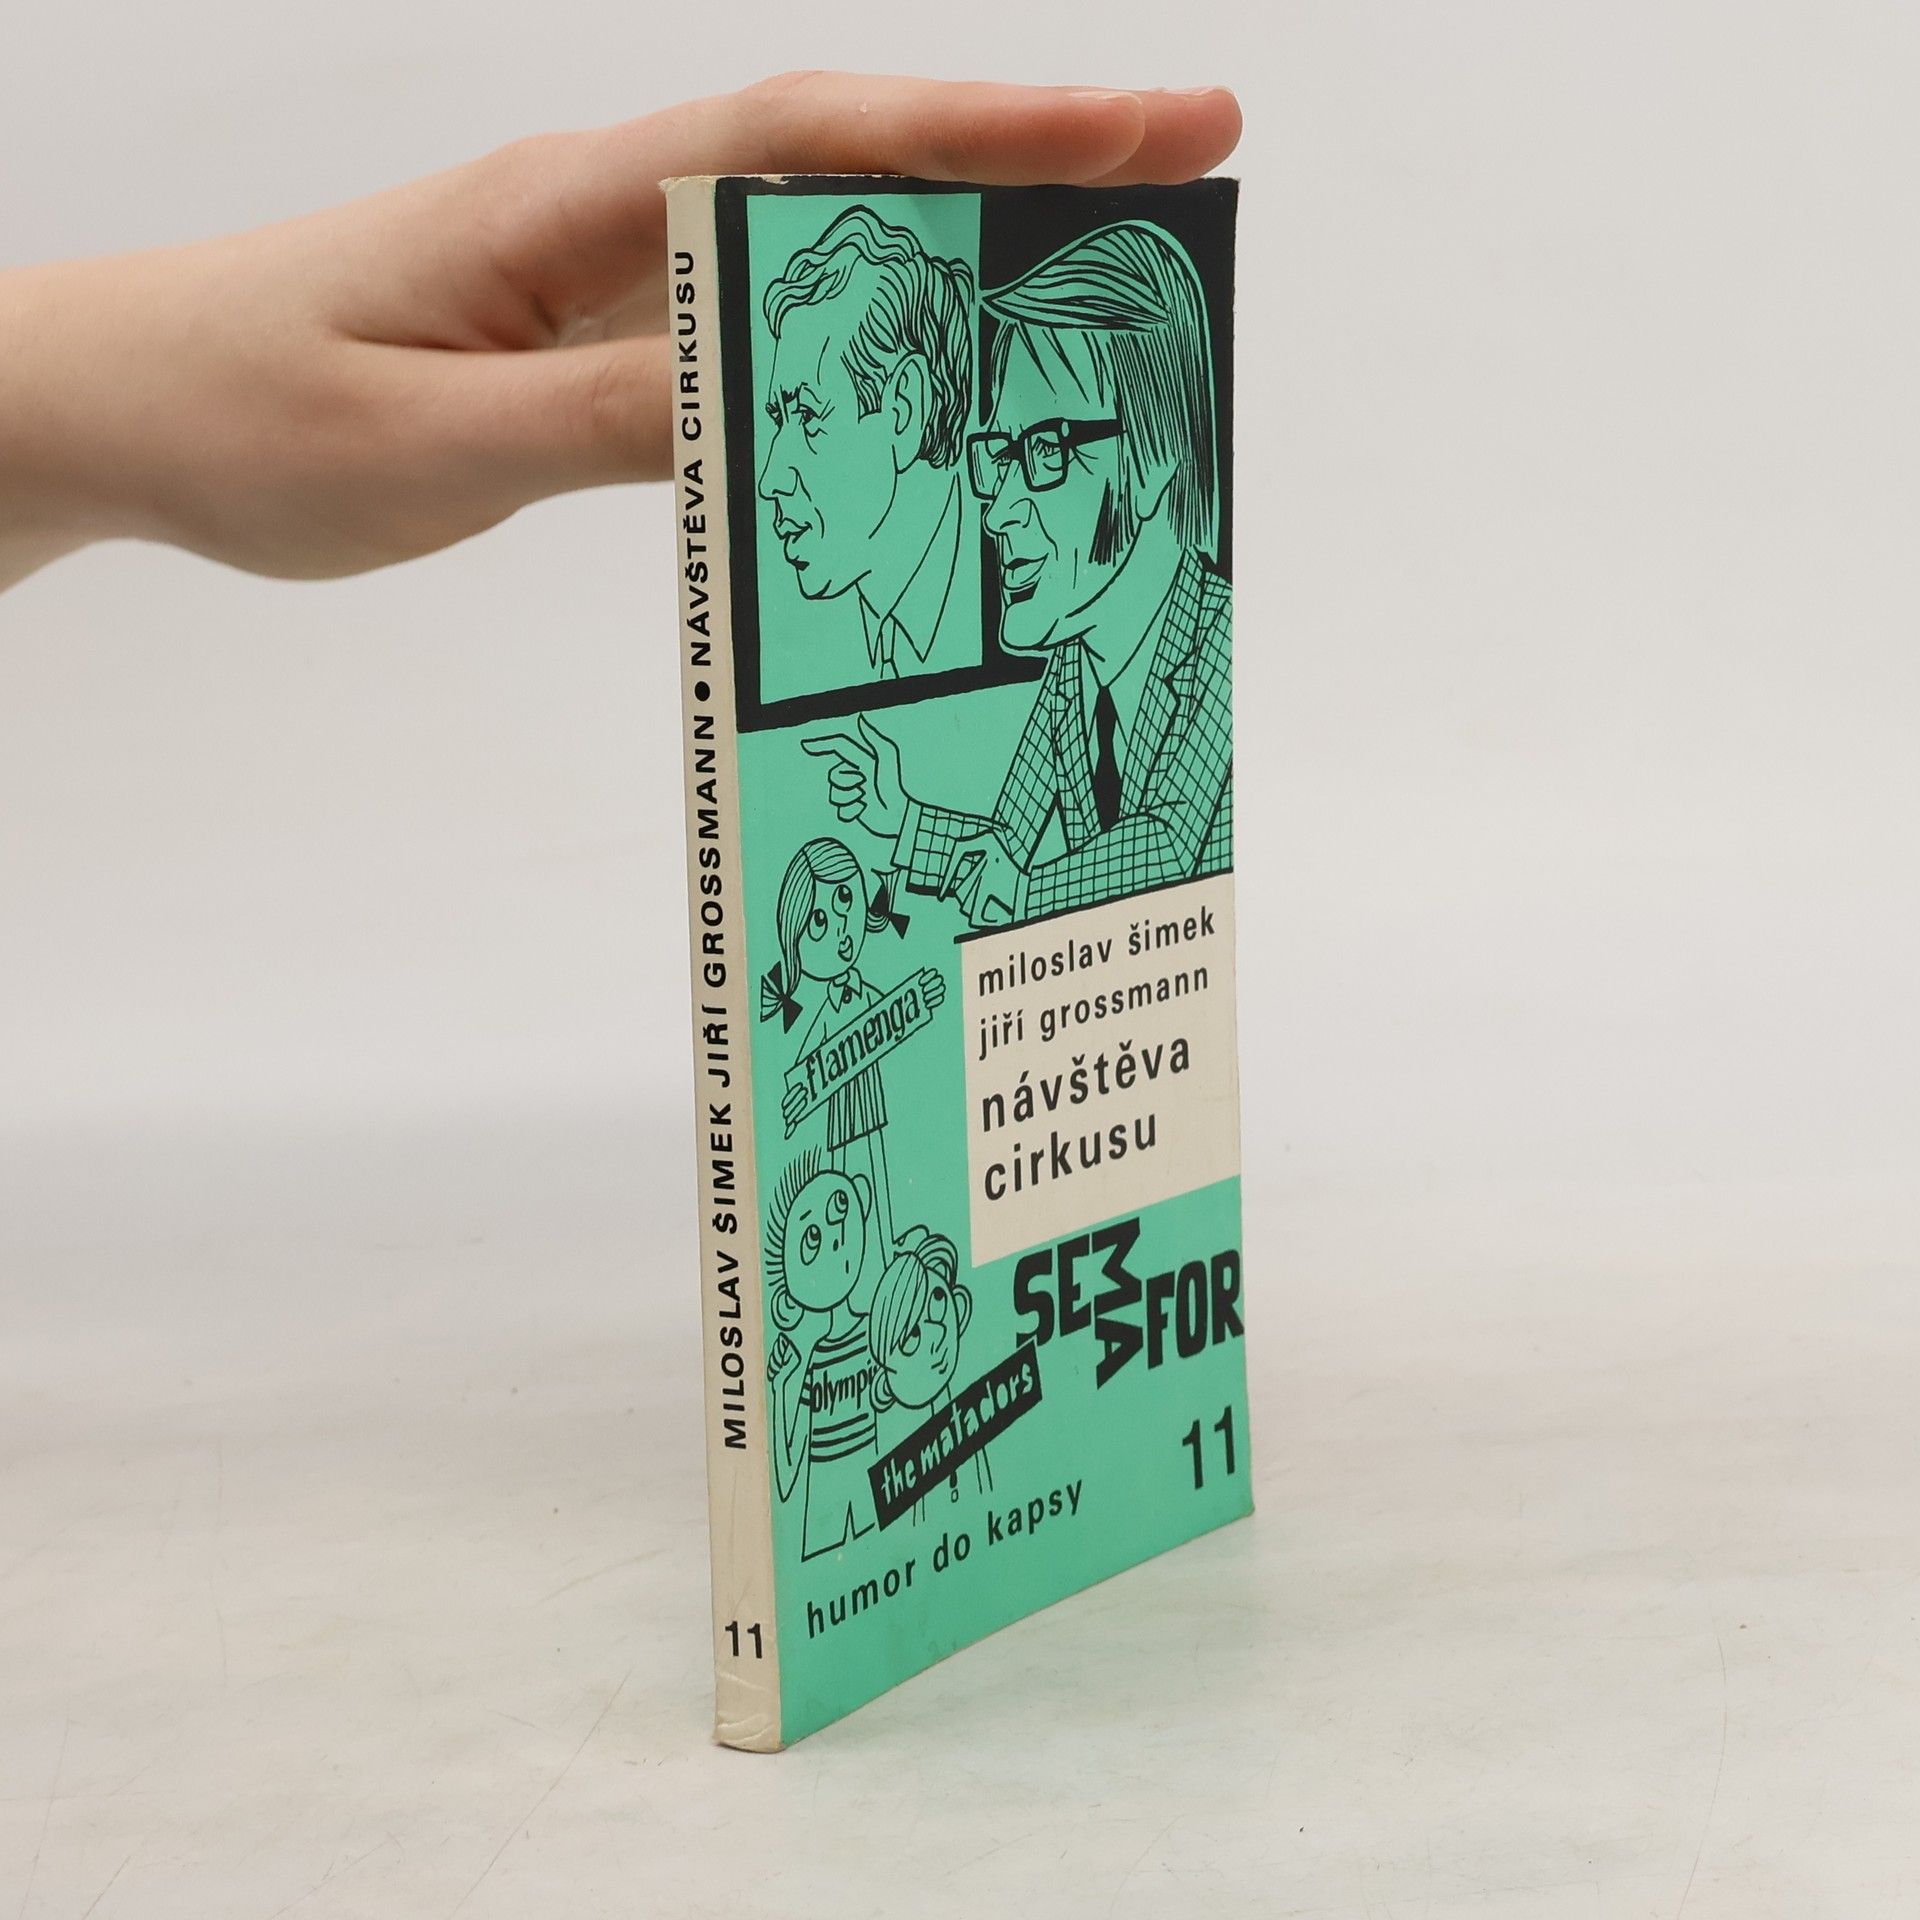 MILOSLAV ŠIMEK JIŘÍ GROSSMANN • NÁVŠTĚVA CIRKUSU
11
miloslav šimek
jiří grossmann
návštěva
cirkusu
flamenga
olympi
the matadors
SEMAFOR
11
humor do kapsy